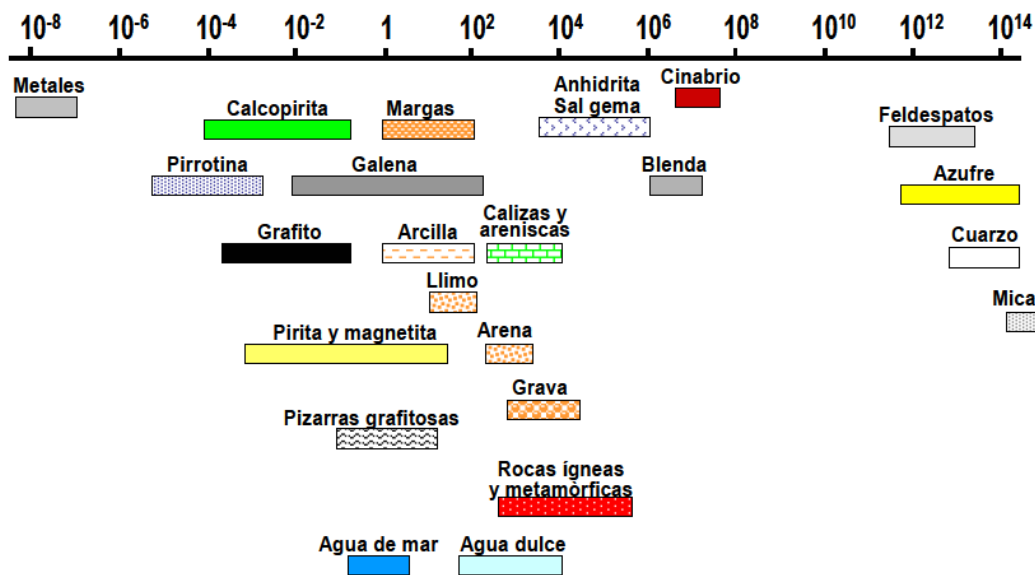 10⁻⁸ 10⁻⁶ 10⁻⁴ 10⁻² 1 10² 10⁴ 10⁶ 10⁸ 10¹⁰ 10¹² 10¹⁴
Metales
Calcopirita
Margas
Anhidrita
Sal gema
Cinabrio
Feldespatos
Pirrotina
Galena
Blenda
Azufre
Grafito
Arcilla
Calizas y
areniscas
Cuarzo
Llimo
Mica
Pirita y magnetita
Arena
Grava
Pizarras grafitosas
Rocas ígneas
y metamòrficas
Agua de mar
Agua dulce